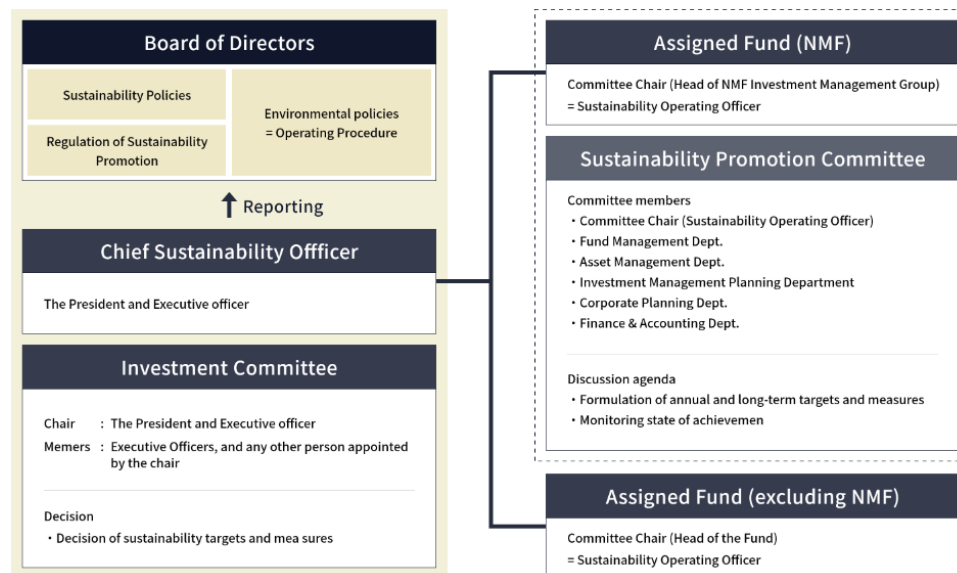 Board of Directors
Sustainability Policies
Regulation of Sustainability
Promotion
Environmental policies
= Operating Procedure
Reporting
Chief Sustainability Offficer
The President and Executive officer
Investment Committee
Chair : The President and Executive officer
Memers : Executive Officers, and any other person appointed
by the chair
Decision
・Decision of sustainability targets and mea sures
Assigned Fund (NMF)
Committee Chair (Head of NMF Investment Management Group)
= Sustainability Operating Officer
Sustainability Promotion Committee
Committee members
・Committee Chair (Sustainability Operating Officer)
・Fund Management Dept.
・Asset Management Dept.
・Investment Management Planning Department
・Corporate Planning Dept.
・Finance & Accounting Dept.
Discussion agenda
・Formulation of annual and long-term targets and measures
・Monitoring state of achievemen
Assigned Fund (excluding NMF)
Committee Chair (Head of the Fund)
= Sustainability Operating Officer